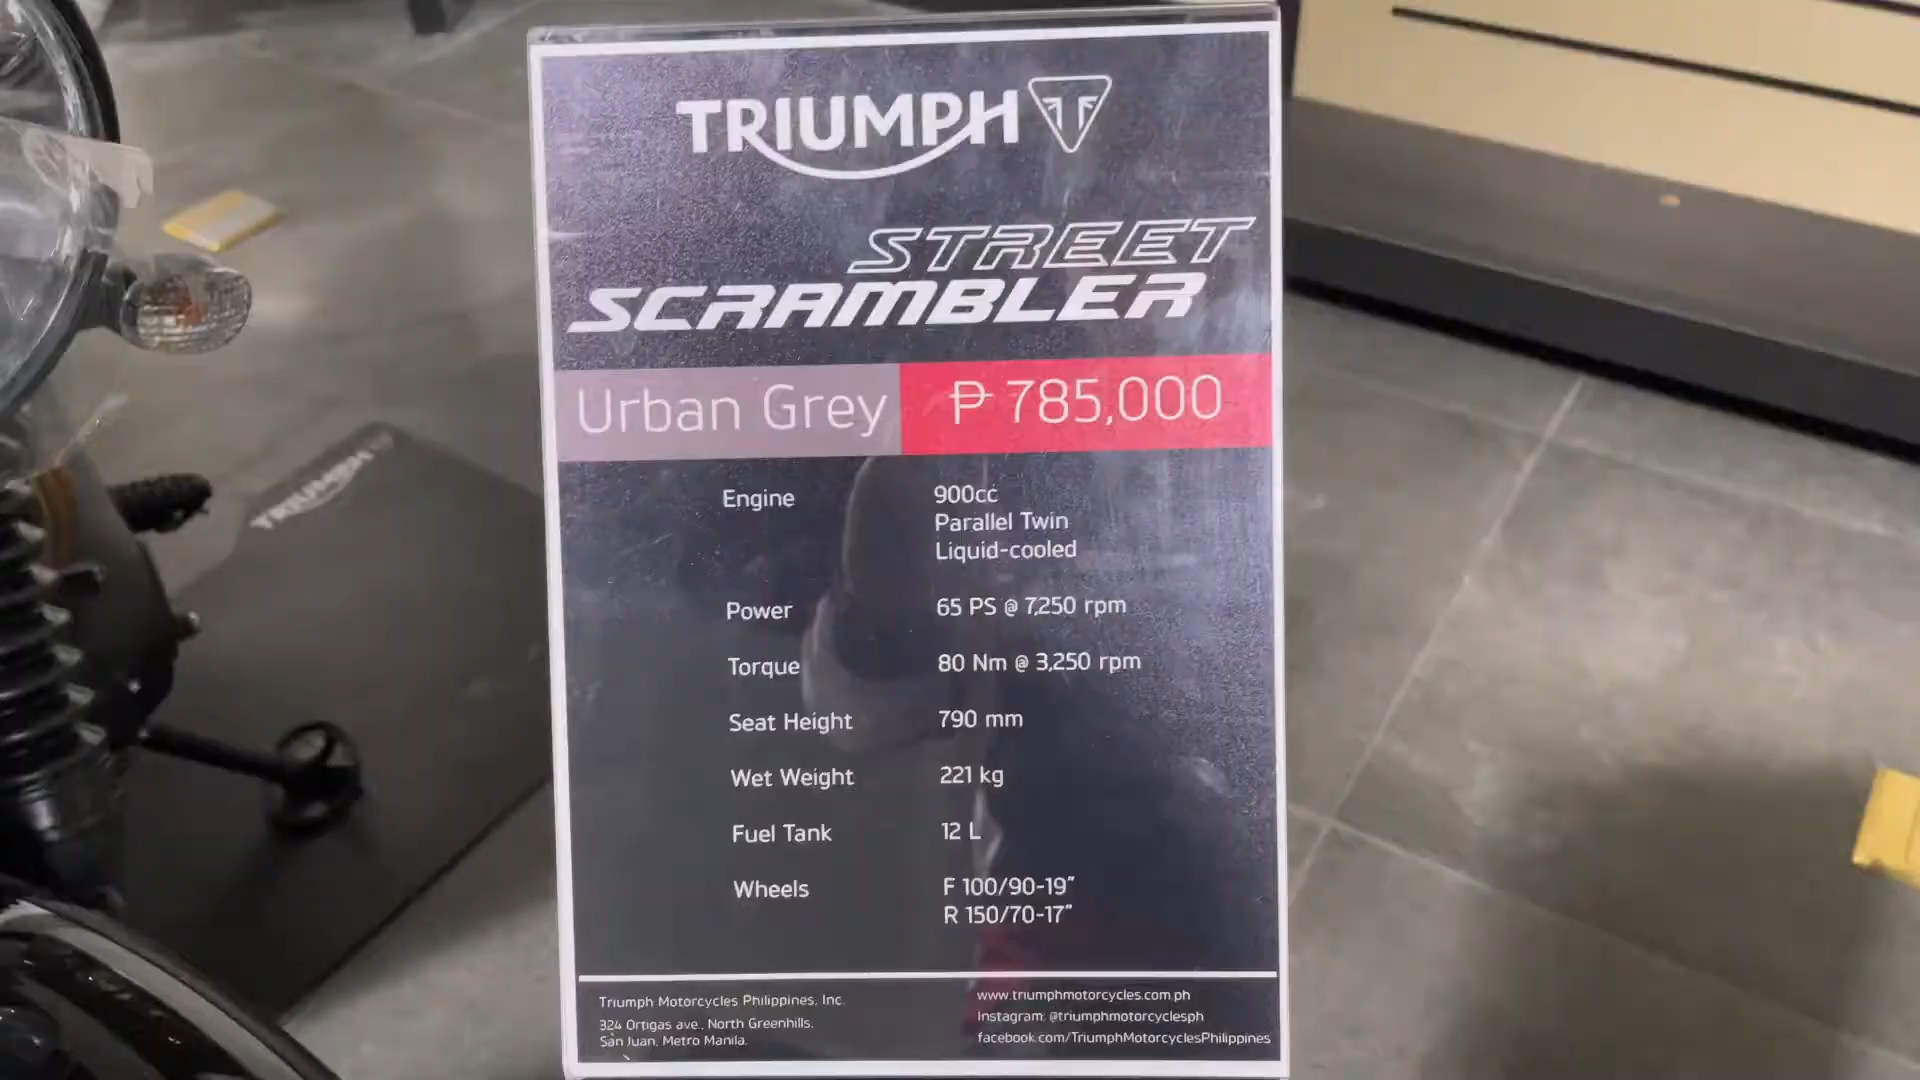 TRIUMPH
STREET
SCRAMBLER
Urban Grey ₱ 785,000
Engine 900cc
Parallel Twin
Liquid-cooled
Power 65 PS @ 7,250 rpm
Torque 80 Nm @ 3,250 rpm
Seat Height 790 mm
Wet Weight 221 kg
Fuel Tank 12 L
Wheels F 100/90-19”
R 150/70-17”
Triumph Motorcycles Philippines, Inc.
324 Ortigas ave., North Greenhills,
San Juan, Metro Manila.
www.triumphmotorcycles.com.ph
Instagram: @triumphmotorcyclesph
facebook.com/TriumphMotorcyclesPhilippines
TRIUMPH